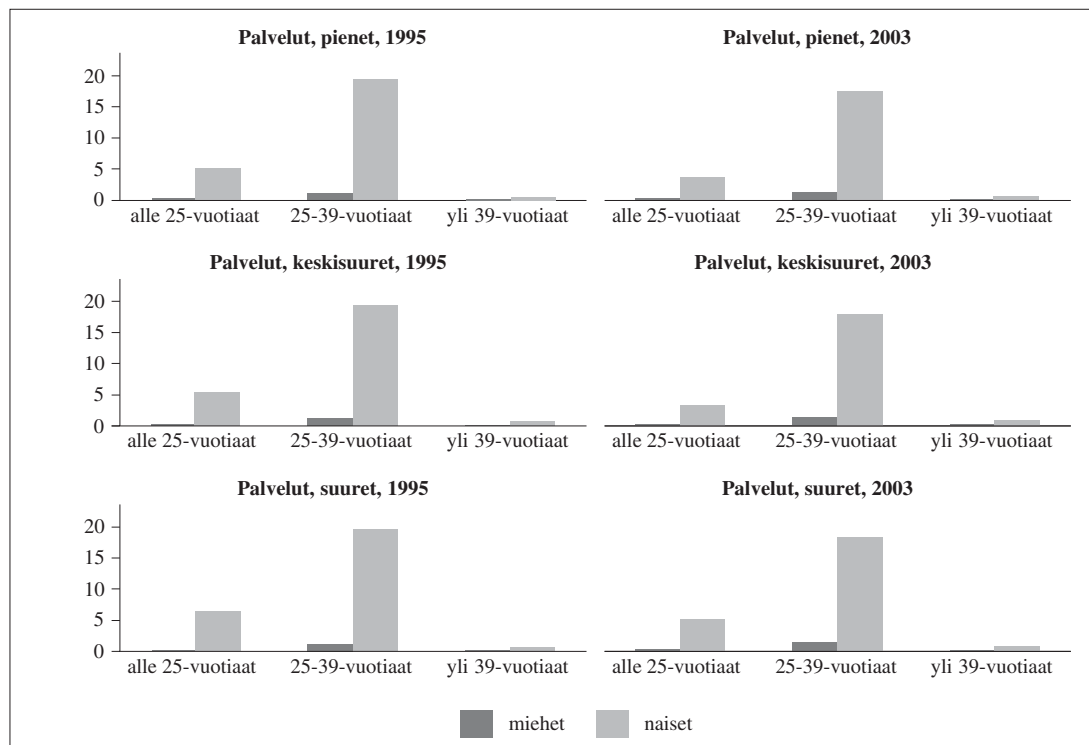 Palvelut, pienet, 1995
Palvelut, pienet, 2003
20
15
10
5
0
alle 25-vuotiaat 25-39-vuotiaat yli 39-vuotiaat
alle 25-vuotiaat 25-39-vuotiaat yli 39-vuotiaat
Palvelut, keskisuuret, 1995
Palvelut, keskisuuret, 2003
20
15
10
5
0
alle 25-vuotiaat 25-39-vuotiaat yli 39-vuotiaat
alle 25-vuotiaat 25-39-vuotiaat yli 39-vuotiaat
Palvelut, suuret, 1995
Palvelut, suuret, 2003
20
15
10
5
0
alle 25-vuotiaat 25-39-vuotiaat yli 39-vuotiaat
alle 25-vuotiaat 25-39-vuotiaat yli 39-vuotiaat
miehet naiset